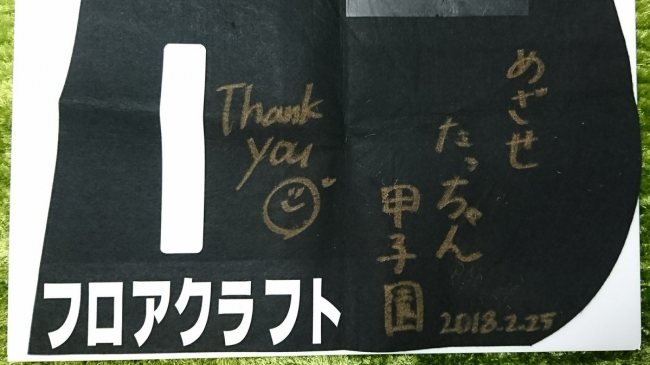 1
Thank
you
めざせ
たっちゃん
甲子園
2018.2.25
フロアクラフト